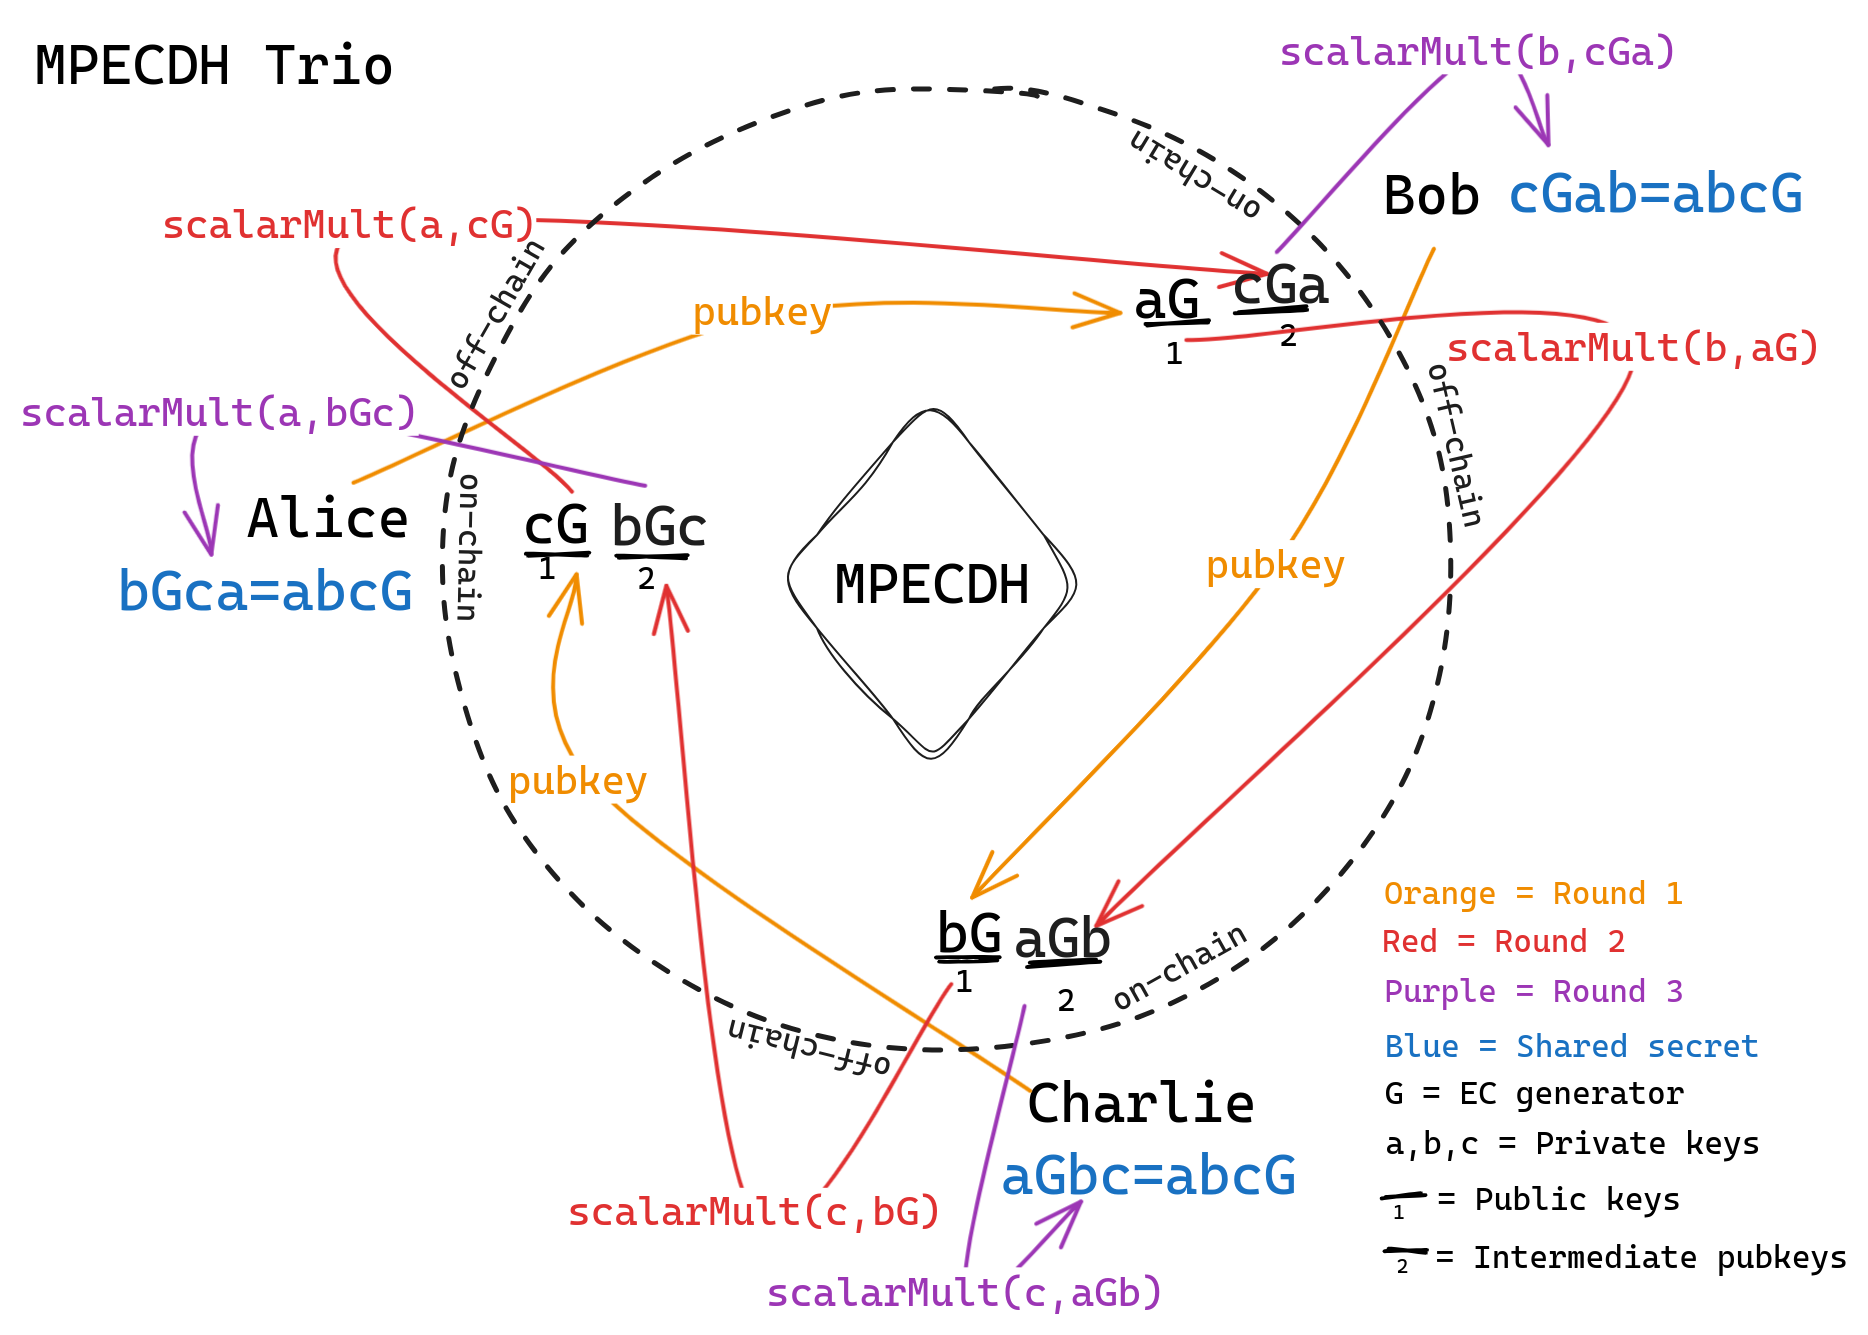 MPECDH Trio
scalarMult(b,cGa)
on-chain
Bob cGab=abcG
scalarMult(a,cG)
off-chain
pubkey
aG cGa
1 2
scalarMult(b,aG)
off-chain
scalarMult(a,bGc)
Alice
on-chain
cG bGc
1 2
bGca=abcG
MPECDH
pubkey
pubkey
bG aGb
1 2
on-chain
off-chain
Charlie
aGbc=abcG
scalarMult(c,bG)
scalarMult(c,aGb)
Orange = Round 1
Red = Round 2
Purple = Round 3
Blue = Shared secret
G = EC generator
a,b,c = Private keys
1 = Public keys
2 = Intermediate pubkeys